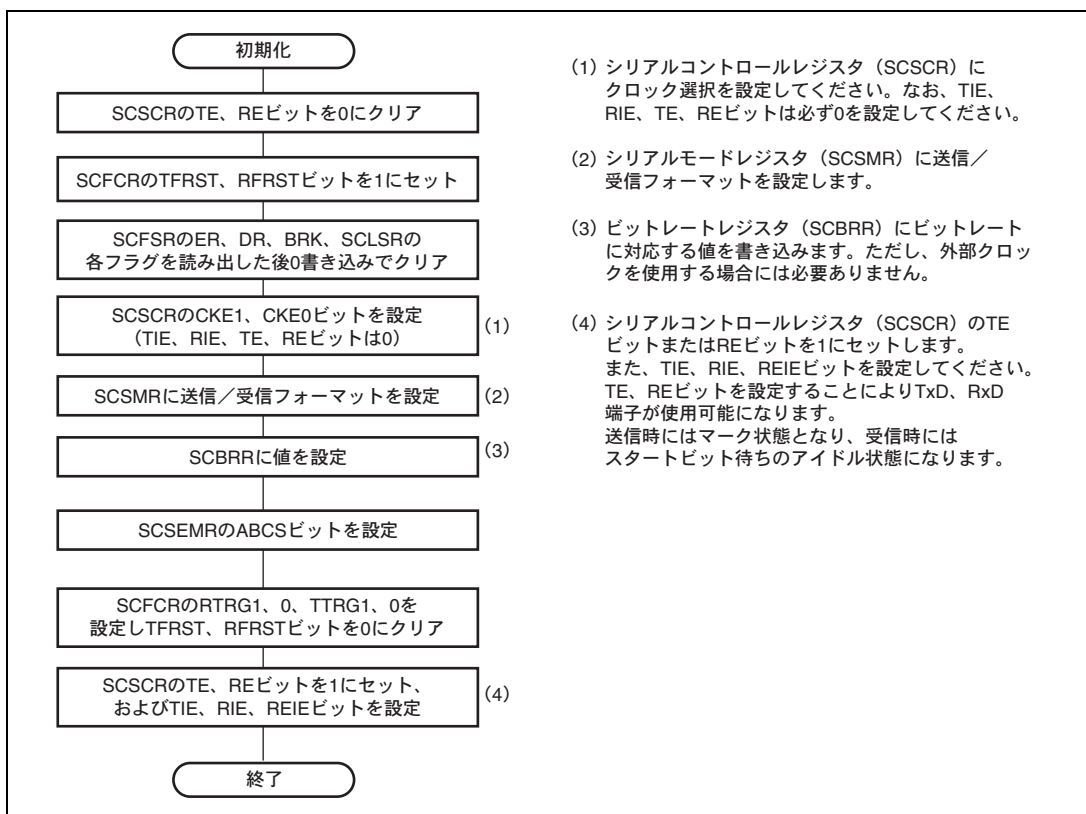 初期化
SCSCRのTE、REビットを0にクリア
SCFCRのTFRST、RFRSTビットを1にセット
SCFSRのER、DR、BRK、SCLSRの
各フラグを読み出した後0書き込みでクリア
SCSCRのCKE1、CKE0ビットを設定
（TIE、RIE、TE、REビットは0）
（1）
SCSMRに送信／受信フォーマットを設定
（2）
SCBRRに値を設定
（3）
SCSEMRのABCSビットを設定
SCFCRのRTRG1、0、TTRG1、0を
設定しTFRST、RFRSTビットを0にクリア
SCSCRのTE、REビットを1にセット、
およびTIE、RIE、REIEビットを設定
（4）
終了
（1）シリアルコントロールレジスタ（SCSCR）に
クロック選択を設定してください。なお、TIE、
RIE、TE、REビットは必ず0を設定してください。
（2）シリアルモードレジスタ（SCSMR）に送信／
受信フォーマットを設定します。
（3）ビットレートレジスタ（SCBRR）にビットレート
に対応する値を書き込みます。ただし、外部クロッ
クを使用する場合には必要ありません。
（4）シリアルコントロールレジスタ（SCSCR）のTE
ビットまたはREビットを1にセットします。
また、TIE、RIE、REIEビットを設定してください。
TE、REビットを設定することによりTxD、RxD
端子が使用可能になります。
送信時にはマーク状態となり、受信時には
スタートビット待ちのアイドル状態になります。